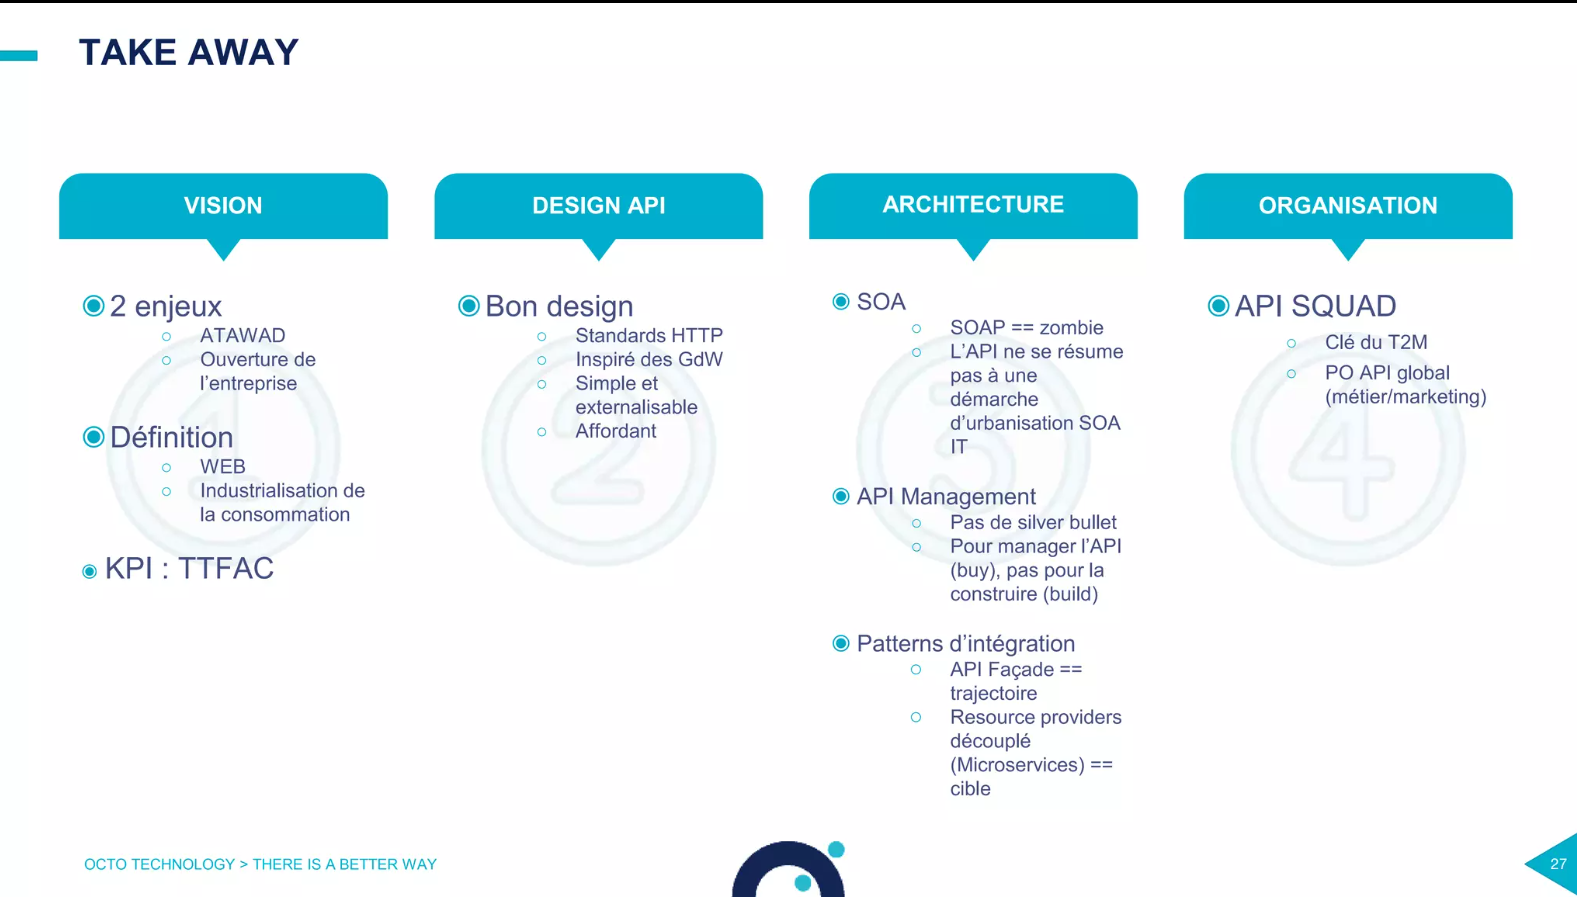 TAKE AWAY
VISION
2 enjeux
ATAWAD
Ouverture de
l’entreprise
Définition
WEB
Industrialisation de
la consommation
KPI : TTFAC
1
DESIGN API
Bon design
Standards HTTP
Inspiré des GdW
Simple et
externalisable
Affordant
2
ARCHITECTURE
SOA
SOAP == zombie
L’API ne se résume
pas à une
démarche
d’urbanisation SOA
IT
API Management
Pas de silver bullet
Pour manager l’API
(buy), pas pour la
construire (build)
Patterns d’intégration
API Façade ==
trajectoire
Resource providers
découplé
(Microservices) ==
cible
3
ORGANISATION
API SQUAD
Clé du T2M
PO API global
(métier/marketing)
4
OCTO TECHNOLOGY > THERE IS A BETTER WAY
27